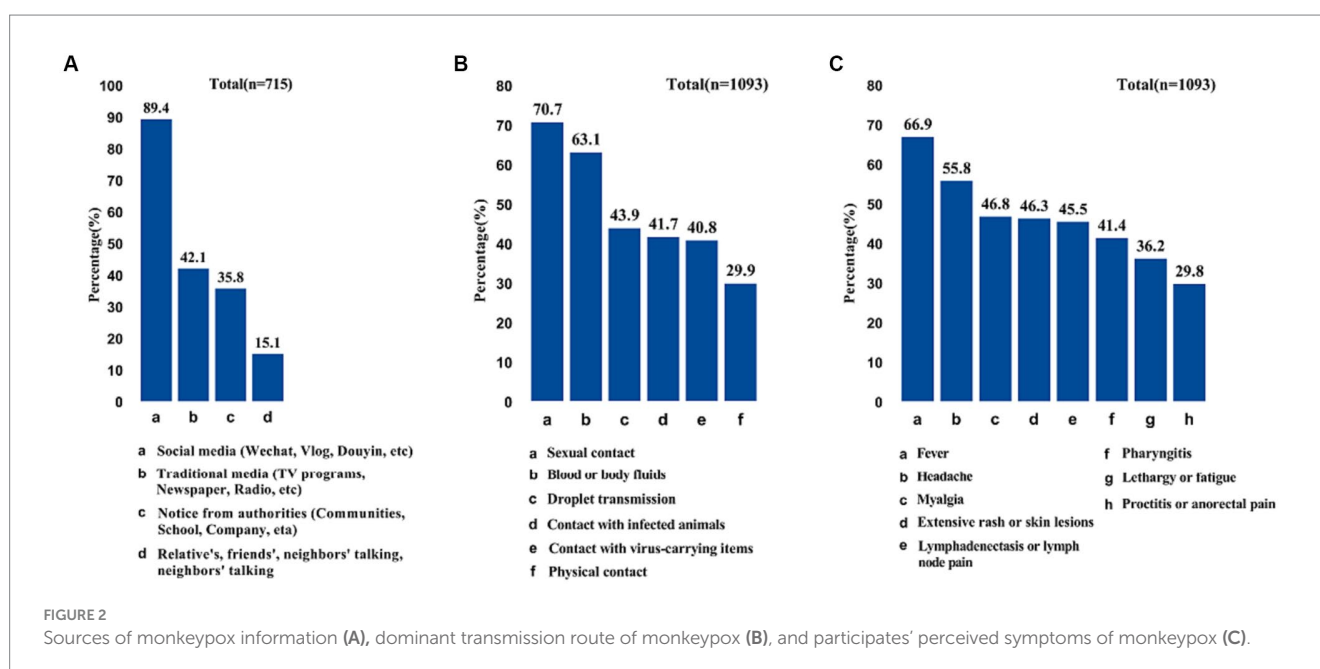 A
Total(n=715)
Percentage(%)
100
90
80
70
60
50
40
30
20
10
0
89.4
42.1
35.8
15.1
a b c d
a Social media (Wechat, Vlog, Douyin, etc)
b Traditional media (TV programs,
Newspaper, Radio, etc)
c Notice from authorities (Communities,
School, Company, eta)
d Relative's, friends', neighbors' talking,
neighbors' talking
B
Total(n=1093)
Percentage(%)
80
70
60
50
40
30
20
10
0
70.7
63.1
43.9
41.7
40.8
29.9
a b c d e f
a Sexual contact
b Blood or body fluids
c Droplet transmission
d Contact with infected animals
e Contact with virus-carrying items
f Physical contact
C
Total(n=1093)
Percentage(%)
80
70
60
50
40
30
20
10
0
66.9
55.8
46.8
46.3
45.5
41.4
36.2
29.8
a b c d e f g h
a Fever
b Headache
c Myalgia
d Extensive rash or skin lesions
e Lymphadenectasis or lymph
node pain
f Pharyngitis
g Lethargy or fatigue
h Proctitis or anorectal pain
FIGURE 2
Sources of monkeypox information (A), dominant transmission route of monkeypox (B), and participates' perceived symptoms of monkeypox (C).